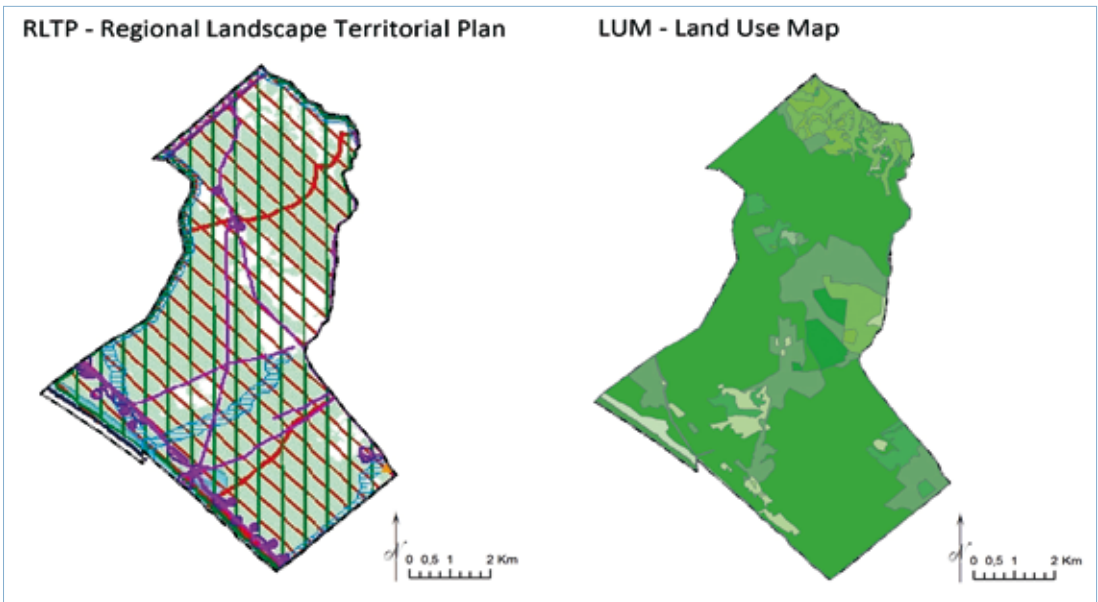 RLTP - Regional Landscape Territorial Plan
LUM - Land Use Map
0 0,5 1 2 Km
0 0,5 1 2 Km